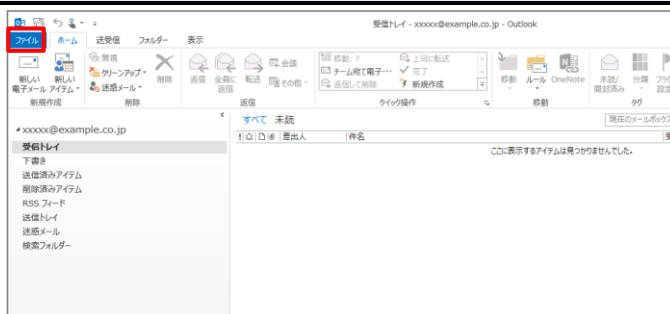 受信トレイ - xxxxx@example.co.jp - Outlook
ファイル ホーム 送受信 フォルダー 表示
新しい 電子メール
新しい アイテム
無視
クリーンアップ
迷惑メール
削除
返信
全員に 返信
転送
会議
その他
移動: ?
チーム宛て電子…
返信して削除
上司に転送
完了
新規作成
移動
ルール
OneNote
未読/ 開封済み
分類
新規作成 削除 返信 クイック操作 移動 タグ
すべて 未読
現在のメールボックス
差出人 件名
ここに表示するアイテムは見つかりませんでした。
xxxxx@example.co.jp
受信トレイ
下書き
送信済みアイテム
削除済みアイテム
RSS フィード
送信トレイ
迷惑メール
検索フォルダー